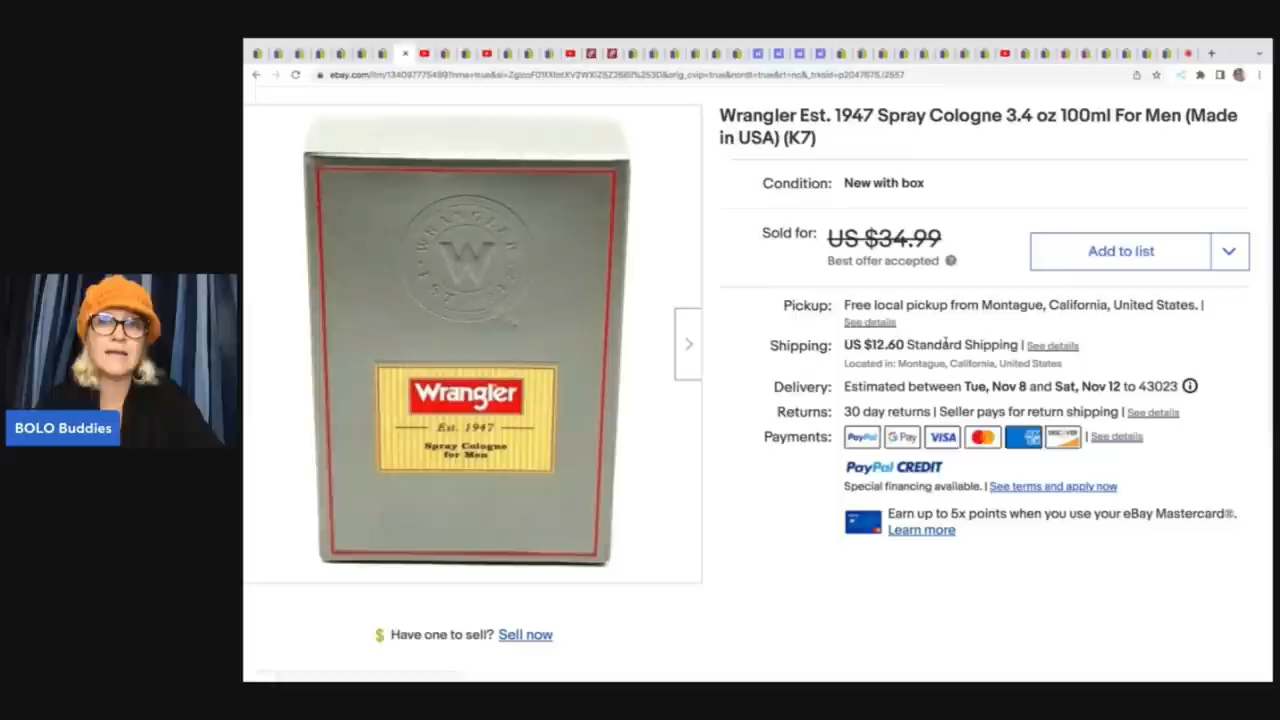 Wrangler Est. 1947 Spray Cologne 3.4 oz 100ml For Men (Made
in USA) (K7)
Condition: New with box
Sold for: US $34.99
Best offer accepted
Add to list
Pickup: Free local pickup from Montague, California, United States. |
See details
Shipping: US $12.60 Standard Shipping | See details
Located in: Montague, California, United States
Delivery: Estimated between Tue, Nov 8 and Sat, Nov 12 to 43023
Returns: 30 day returns | Seller pays for return shipping | See details
Payments: PayPal G Pay VISA DISCOVER | See details
PayPal CREDIT
Special financing available. | See terms and apply now
Earn up to 5x points when you use your eBay Mastercard®.
Learn more
WRANGLER
W
Wrangler
Est. 1947
Spray Cologne
for Men
$ Have one to sell? Sell now
BOLO Buddies